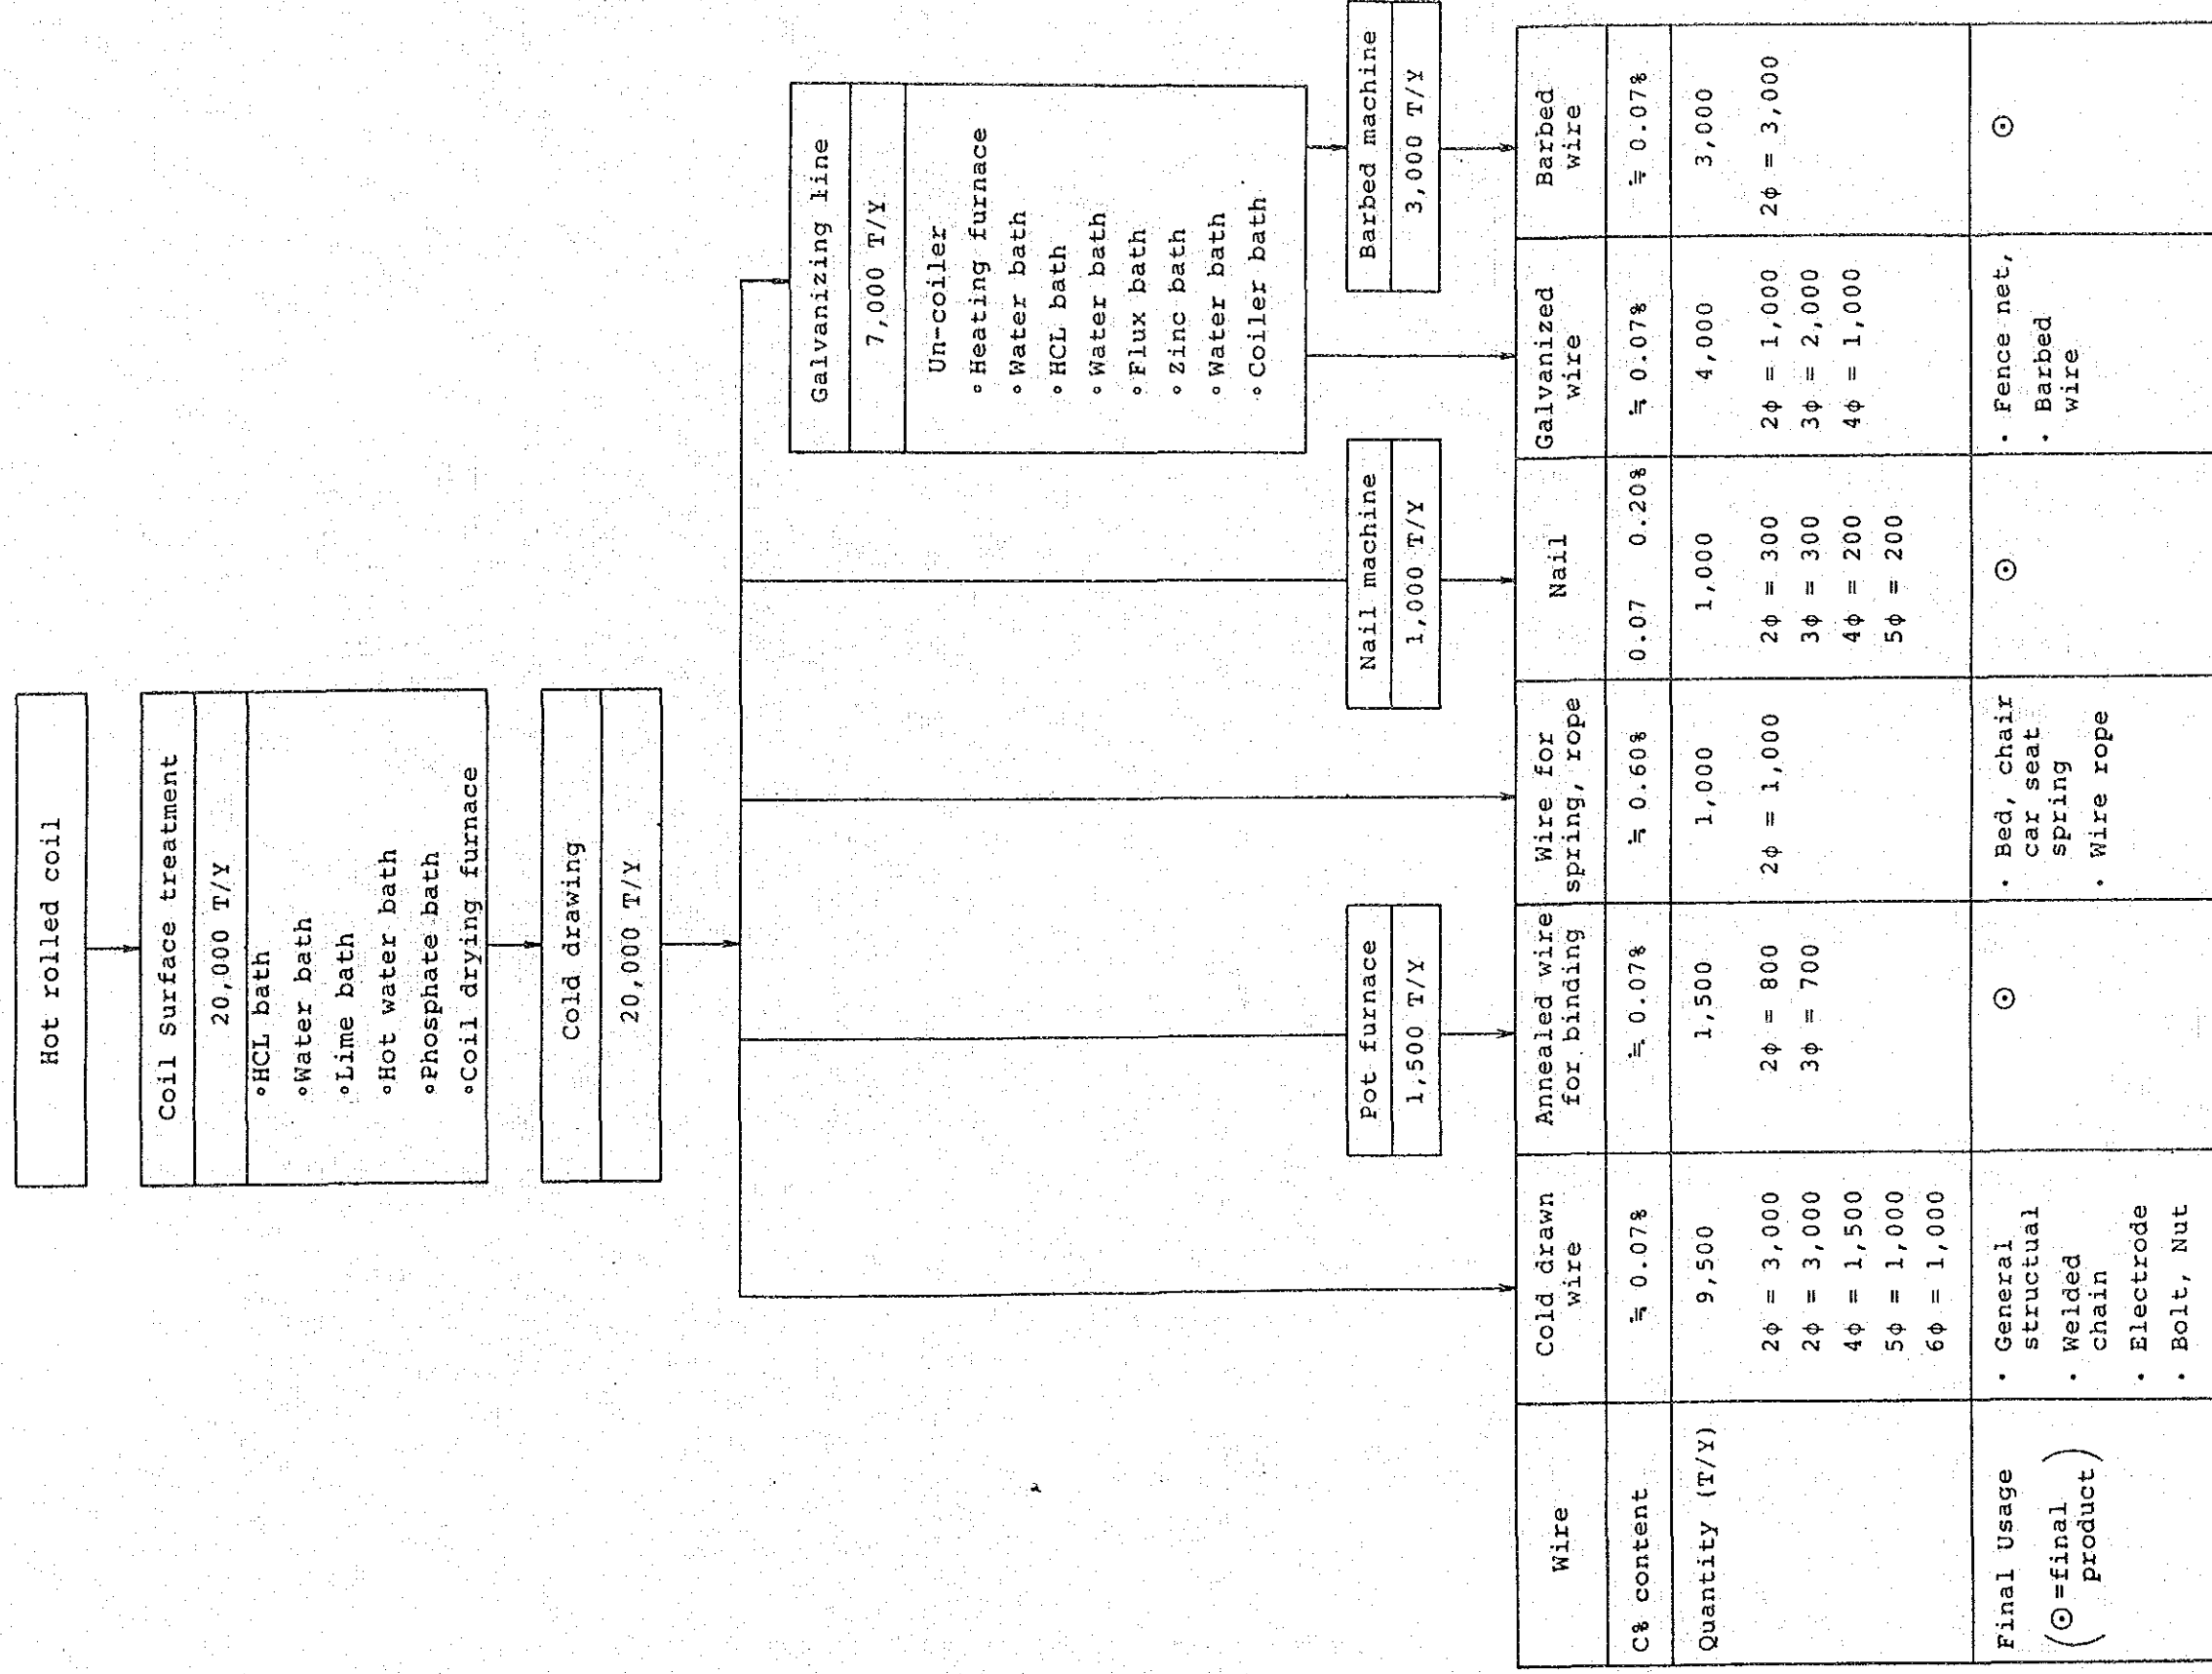 Hot rolled coil
Coil Surface treatment
20,000 T/Y
∘HCL bath
∘Water bath
∘Lime bath
∘Hot water bath
∘Phosphate bath
∘Coil drying furnace
Cold drawing
20,000 T/Y
Galvanizing line
7,000 T/Y
Un-coiler
∘Heating furnace
∘Water bath
∘HCL bath
∘Water bath
∘Flux bath
∘Zinc bath
∘Water bath
∘Coiler bath
Pot furnace
1,500 T/Y
Nail machine
1,000 T/Y
Barbed machine
3,000 T/Y
Wire
Cold drawn
wire
Annealed wire
for binding
Wire for
spring, rope
Nail
Galvanized
wire
Barbed
wire
C% content
≒ 0.07%
≒ 0.07%
≒ 0.60%
0.07 0.20%
≒ 0.07%
≒ 0.07%
Quantity (T/Y)
9,500
2φ = 3,000
2φ = 3,000
4φ = 1,500
5φ = 1,000
6φ = 1,000
1,500
2φ = 800
3φ = 700
1,000
2φ = 1,000
1,000
2φ = 300
3φ = 300
4φ = 200
5φ = 200
4,000
2φ = 1,000
3φ = 2,000
4φ = 1,000
3,000
2φ = 3,000
Final Usage
(⊙=final
product)
· General
structual
· Welded
chain
· Electrode
· Bolt, Nut
⊙
· Bed, chair
car seat
spring
· Wire rope
⊙
· Fence net,
· Barbed
wire
⊙